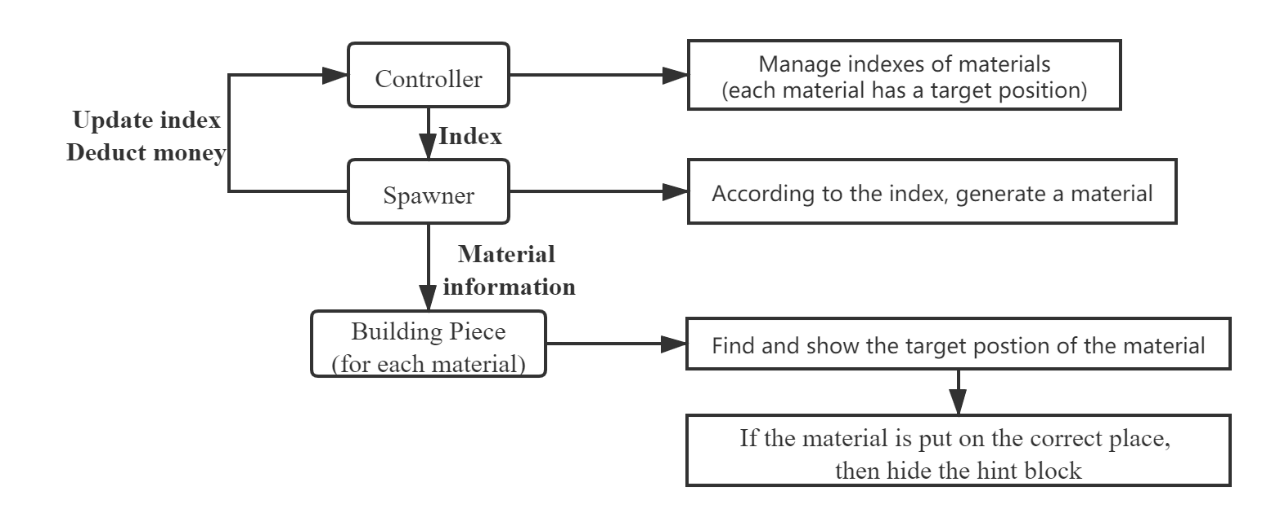 Controller
Manage indexes of materials
(each material has a target position)
Update index
Deduct money
Index
Spawner
According to the index, generate a material
Material
information
Building Piece
(for each material)
Find and show the target postion of the material
If the material is put on the correct place,
then hide the hint block